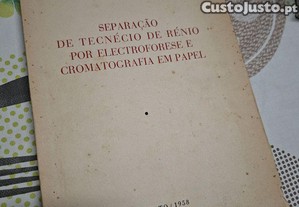 CustoJusto.pt
SEPARAÇÃO
DE TECNÉCIO DE RÉNIO
POR ELECTROFORESE E
CROMATOGRAFIA EM PAPEL
/ 1958